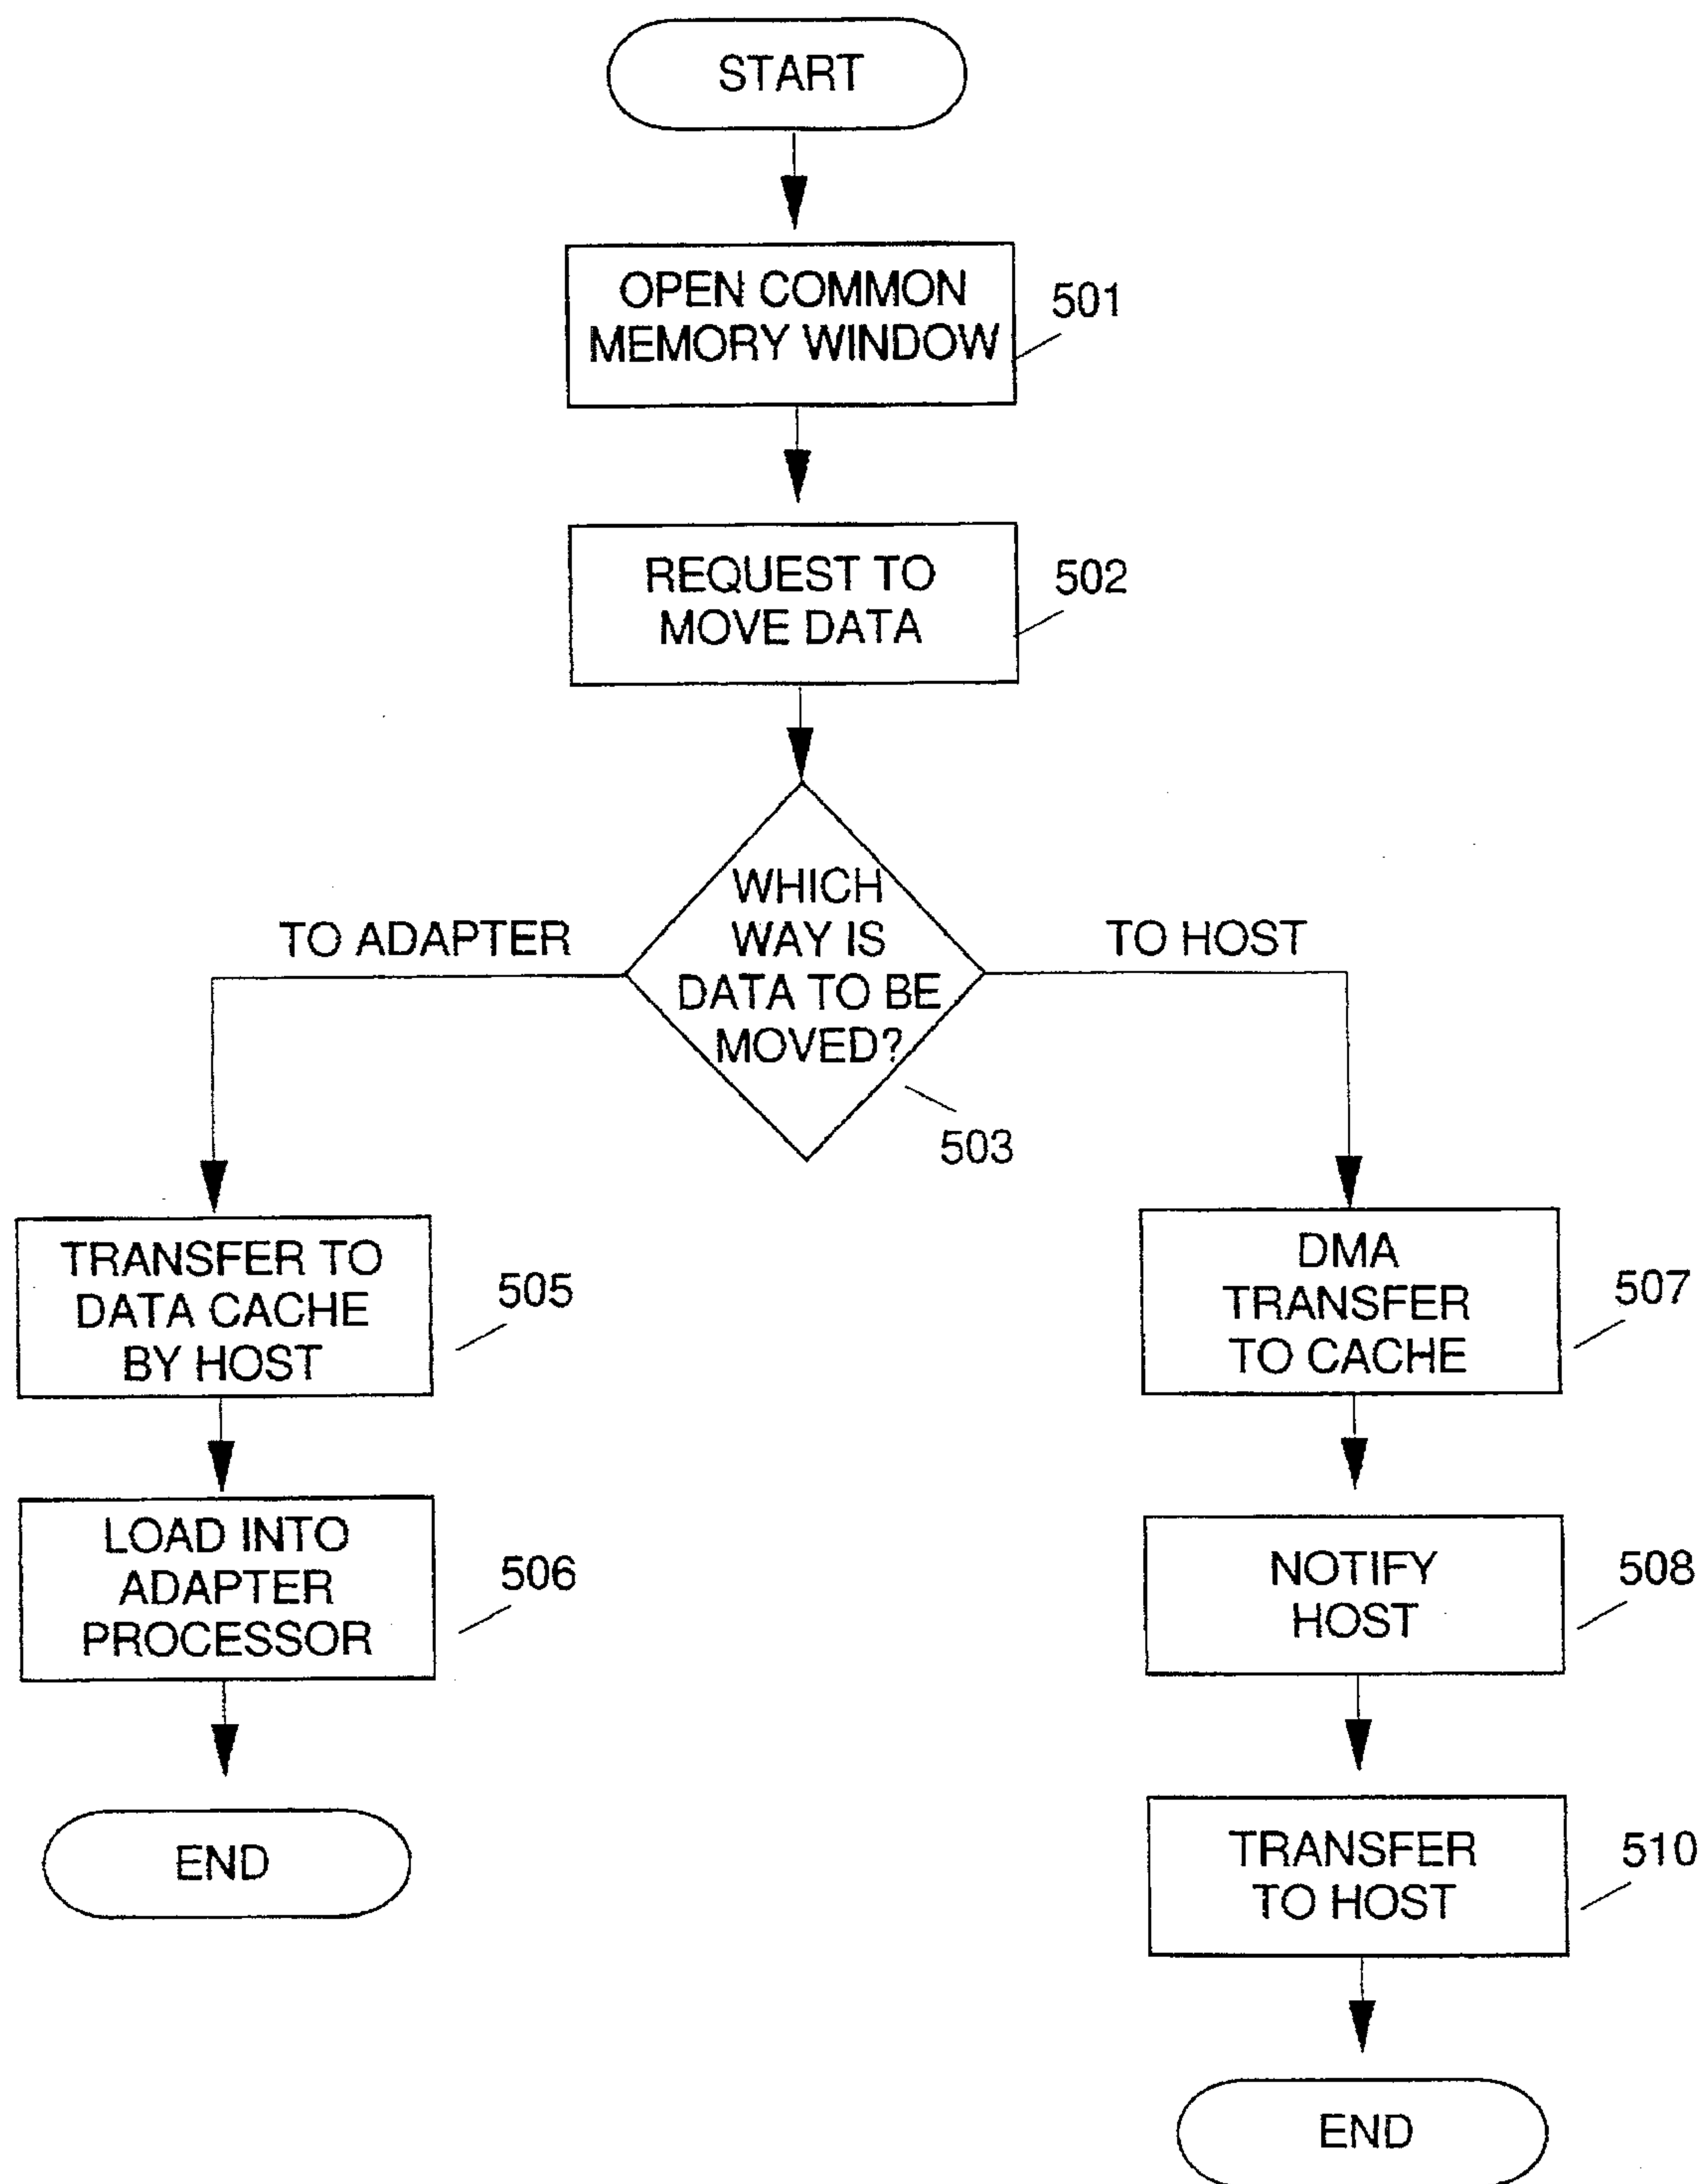 START
OPEN COMMON
MEMORY WINDOW
501
REQUEST TO
MOVE DATA
502
WHICH
WAY IS
DATA TO BE
MOVED?
503
TO ADAPTER
TO HOST
TRANSFER TO
DATA CACHE
BY HOST
505
LOAD INTO
ADAPTER
PROCESSOR
506
END
DMA
TRANSFER
TO CACHE
507
NOTIFY
HOST
508
TRANSFER
TO HOST
510
END